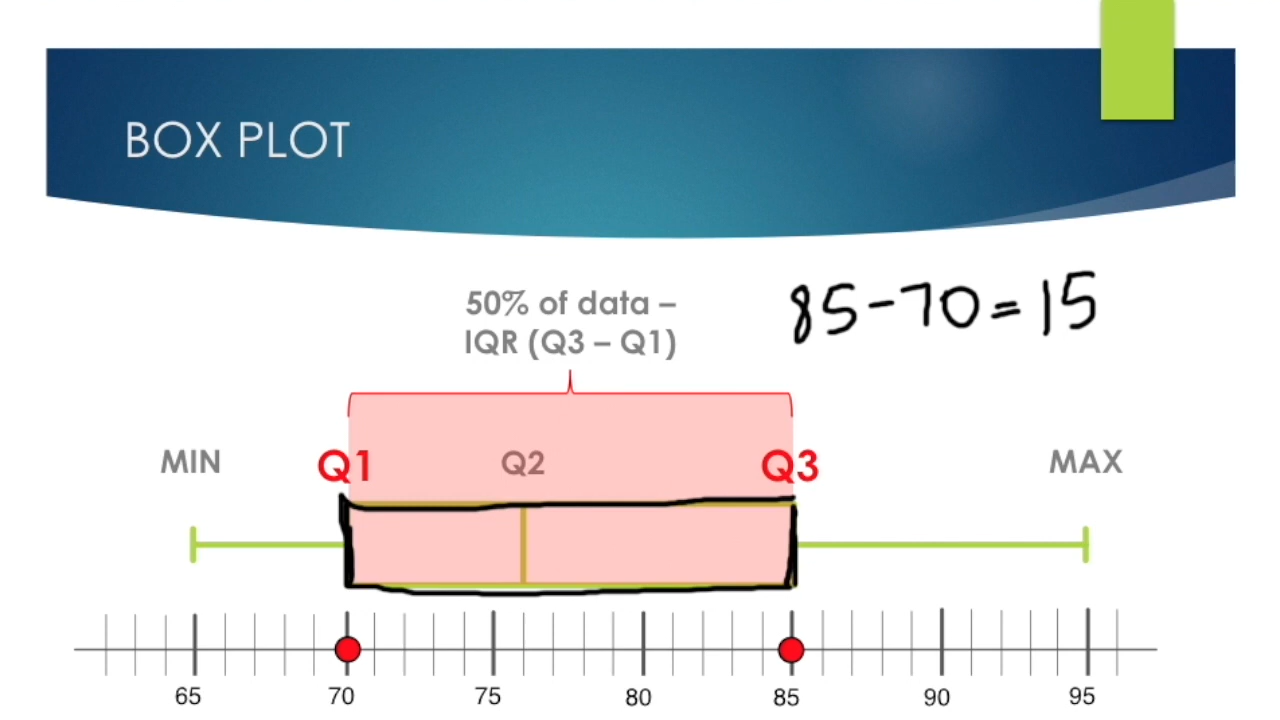 BOX PLOT
50% of data –
IQR (Q3 – Q1)
85-70=15
MIN Q1 Q2 Q3 MAX
65 70 75 80 85 90 95